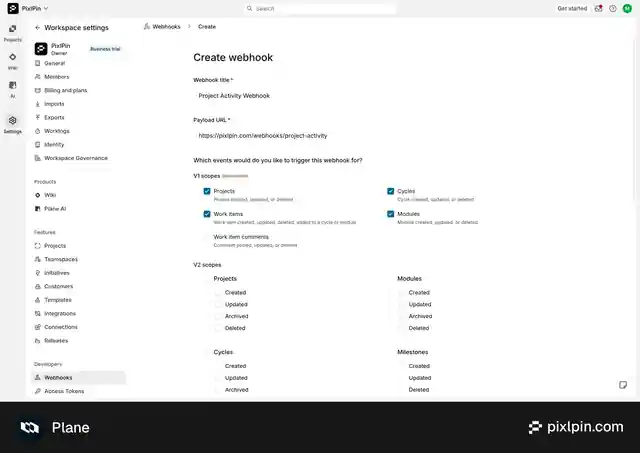 PixlPin
Search
Get started
M
Projects
Wiki
AI
Settings
Workspace settings
PixlPin
Owner
Business trial
General
Members
Billing and plans
Imports
Exports
Worklogs
Identity
Workspace Governance
Products
Wiki
Plane AI
Features
Projects
Teamspaces
Initiatives
Customers
Templates
Integrations
Connections
Releases
Developers
Webhooks
Access Tokens
Webhooks > Create
Create webhook
Webhook title *
Project Activity Webhook
Payload URL *
https://pixlpin.com/webhooks/project-activity
Which events would you like to trigger this webhook for?
V1 scopes
Projects
Project created, updated, or deleted
Cycles
Cycle created, updated, or deleted
Work items
Work item created, updated, deleted, added to a cycle or module
Modules
Module created, updated, or deleted
Work item comments
Comment posted, updated, or deleted
V2 scopes
Projects
Created
Updated
Archived
Deleted
Modules
Created
Updated
Archived
Deleted
Cycles
Created
Updated
Archived
Milestones
Created
Updated
Deleted
Plane
pixlpin.com